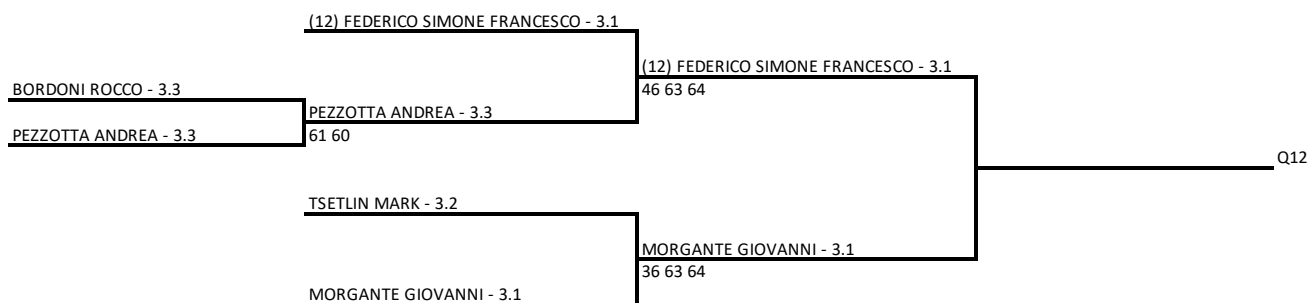 (12) FEDERICO SIMONE FRANCESCO - 3.1
(12) FEDERICO SIMONE FRANCESCO - 3.1
BORDONI ROCCO - 3.3
46 63 64
PEZZOTTA ANDREA - 3.3
PEZZOTTA ANDREA - 3.3
61 60
Q12
TSETLIN MARK - 3.2
MORGANTE GIOVANNI - 3.1
36 63 64
MORGANTE GIOVANNI - 3.1